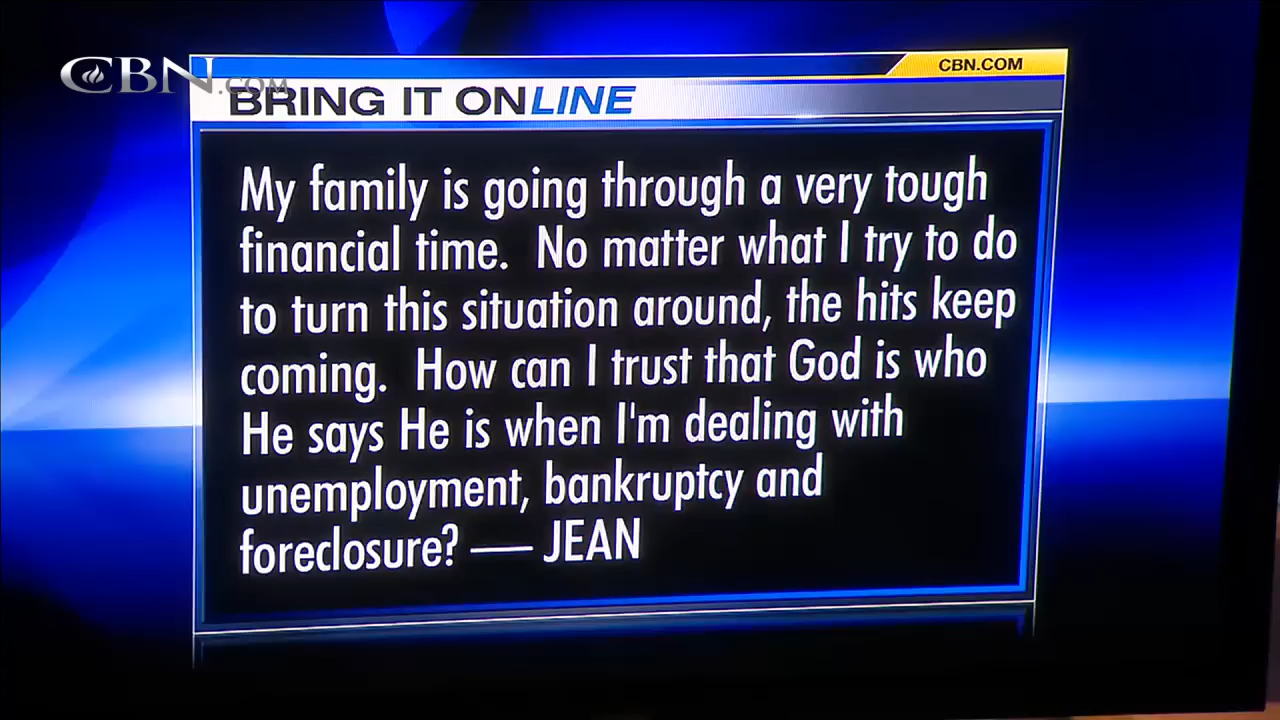 CBN.COM
CBN.COM
BRING IT ONLINE
My family is going through a very tough
financial time. No matter what I try to do
to turn this situation around, the hits keep
coming. How can I trust that God is who
He says He is when I'm dealing with
unemployment, bankruptcy and
foreclosure? — JEAN